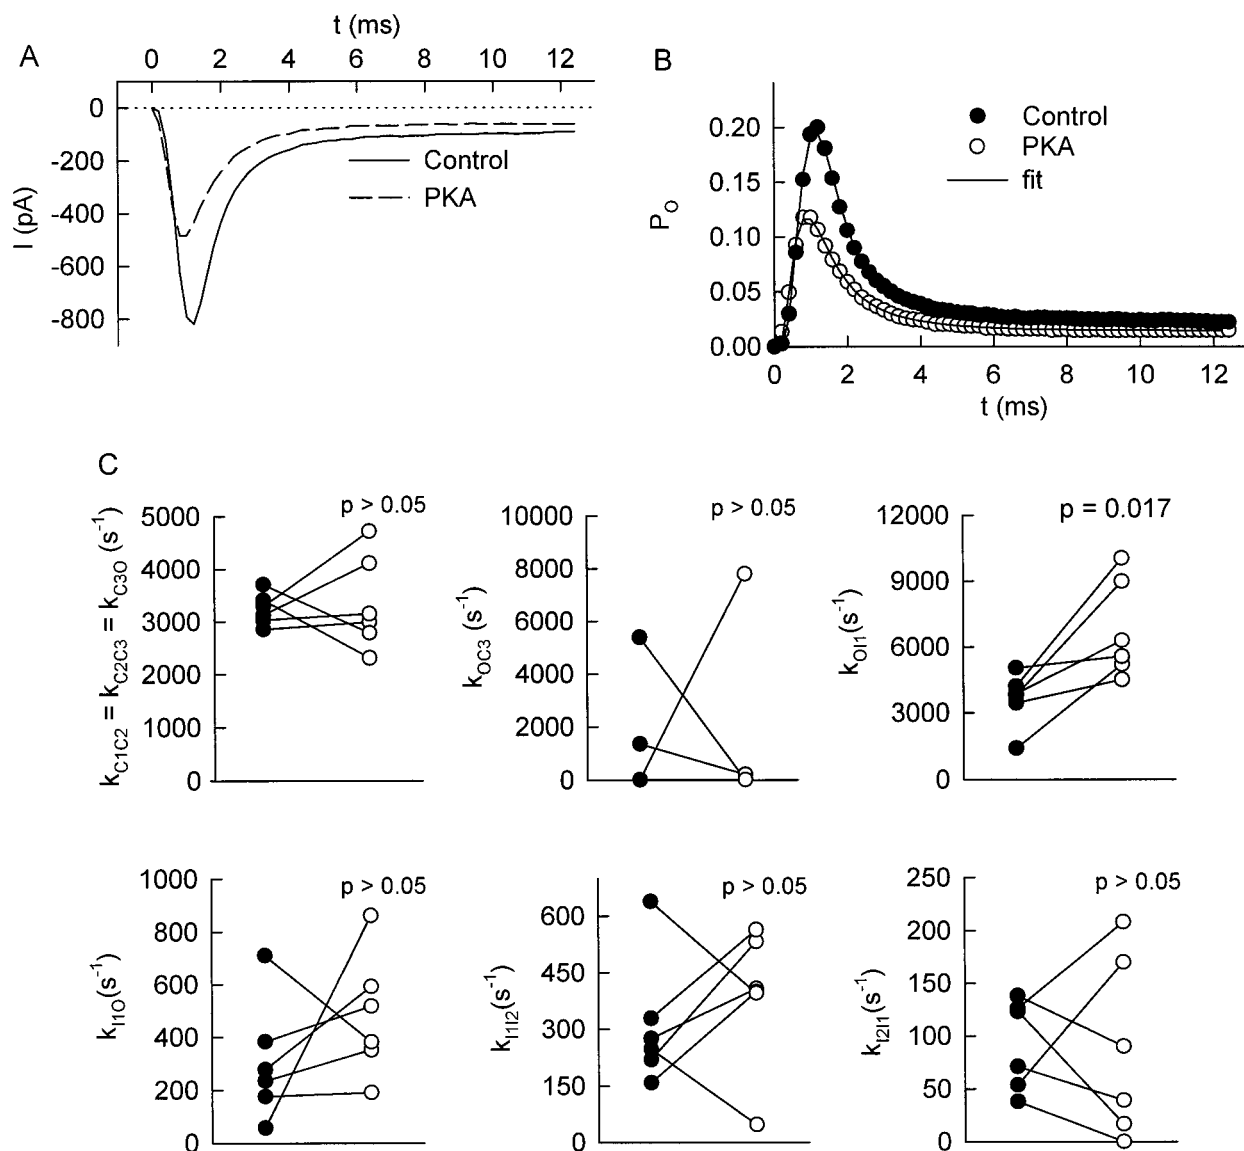 A
t (ms)
0 2 4 6 8 10 12
I (pA)
0
-200
-400
-600
-800
Control
PKA
B
P_O
0.20
0.15
0.10
0.05
0.00
Control
PKA
fit
0 2 4 6 8 10 12
t (ms)
C
k_C1C2 = k_C2C3 = k_C3O (s⁻¹)
p > 0.05
5000
4000
3000
2000
1000
0
k_OC3 (s⁻¹)
p > 0.05
10000
8000
6000
4000
2000
0
k_OI1(s⁻¹)
p = 0.017
12000
9000
6000
3000
0
k_I1O(s⁻¹)
p > 0.05
1000
800
600
400
200
0
k_I1I2(s⁻¹)
p > 0.05
600
450
300
150
0
k_I2I1(s⁻¹)
p > 0.05
250
200
150
100
50
0